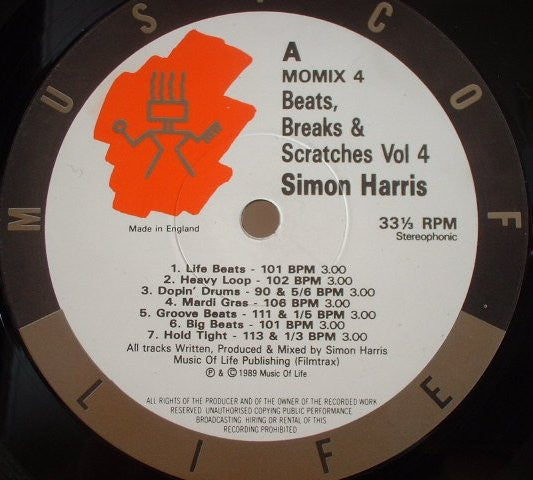 MUSIC OF LIFE
A
MOMIX 4
Beats,
Breaks &
Scratches Vol 4
Simon Harris
Made in England
33⅓ RPM
Stereophonic
1. Life Beats - 101 BPM 3.00
2. Heavy Loop - 102 BPM 3.00
3. Dopin' Drums - 90 & 5/6 BPM 3.00
4. Mardi Gras - 106 BPM 3.00
5. Groove Beats - 111 & 1/5 BPM 3.00
6. Big Beats - 101 BPM 3.00
7. Hold Tight - 113 & 1/3 BPM 3.00
All tracks Written, Produced & Mixed by Simon Harris
Music Of Life Publishing (Filmtrax)
℗ & © 1989 Music Of Life
ALL RIGHTS OF THE PRODUCER AND OF THE OWNER OF THE RECORDED WORK
RESERVED UNAUTHORISED COPYING PUBLIC PERFORMANCE
BROADCASTING HIRING OR RENTAL OF THIS
RECORDING PROHIBITED